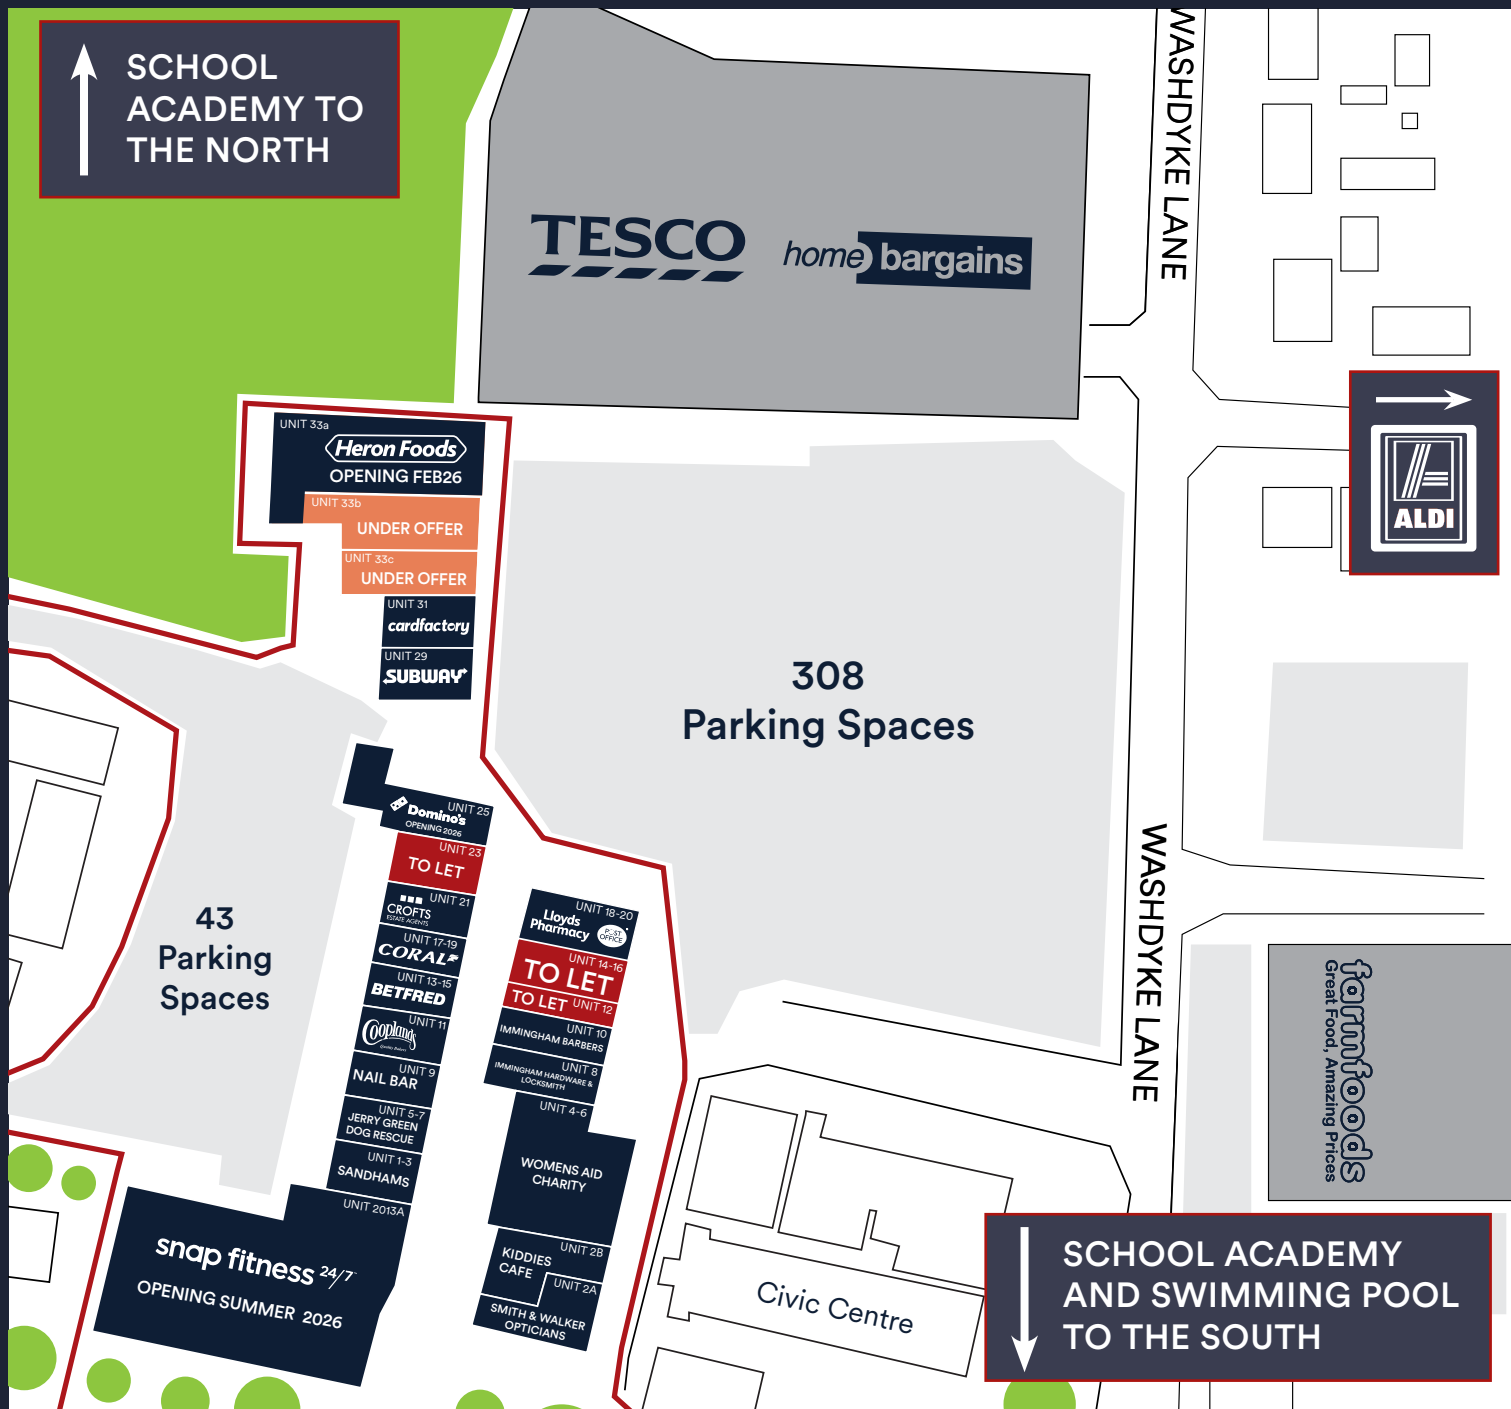 SCHOOL
ACADEMY TO
THE NORTH
WASHDYKE LANE
TESCO
home bargains
UNIT 33a
Heron Foods
OPENING FEB26
UNIT 33b
UNDER OFFER
UNIT 33c
UNDER OFFER
UNIT 31
cardfactory
UNIT 29
SUBWAY
ALDI
308
Parking Spaces
43
Parking
Spaces
UNIT 25
Domino's
OPENING 2026
UNIT 23
TO LET
UNIT 21
CROFTS
ESTATE AGENTS
UNIT 17-19
CORAL
UNIT 13-15
BETFRED
UNIT 11
Cooplands
UNIT 9
NAIL BAR
UNIT 5-7
JERRY GREEN
DOG RESCUE
UNIT 1-3
SANDHAMS
UNIT 2013A
snap fitness 24/7
OPENING SUMMER 2026
UNIT 18-20
Lloyds
Pharmacy
POST
OFFICE
UNIT 14-16
TO LET
TO LET UNIT 12
UNIT 10
IMMINGHAM BARBERS
UNIT 8
IMMINGHAM HARDWARE &
LOCKSMITH
UNIT 4-6
WOMENS AID
CHARITY
UNIT 2B
KIDDIES
CAFE
UNIT 2A
SMITH & WALKER
OPTICIANS
WASHDYKE LANE
farmfoods
Great Food, Amazing Prices
Civic Centre
SCHOOL ACADEMY
AND SWIMMING POOL
TO THE SOUTH